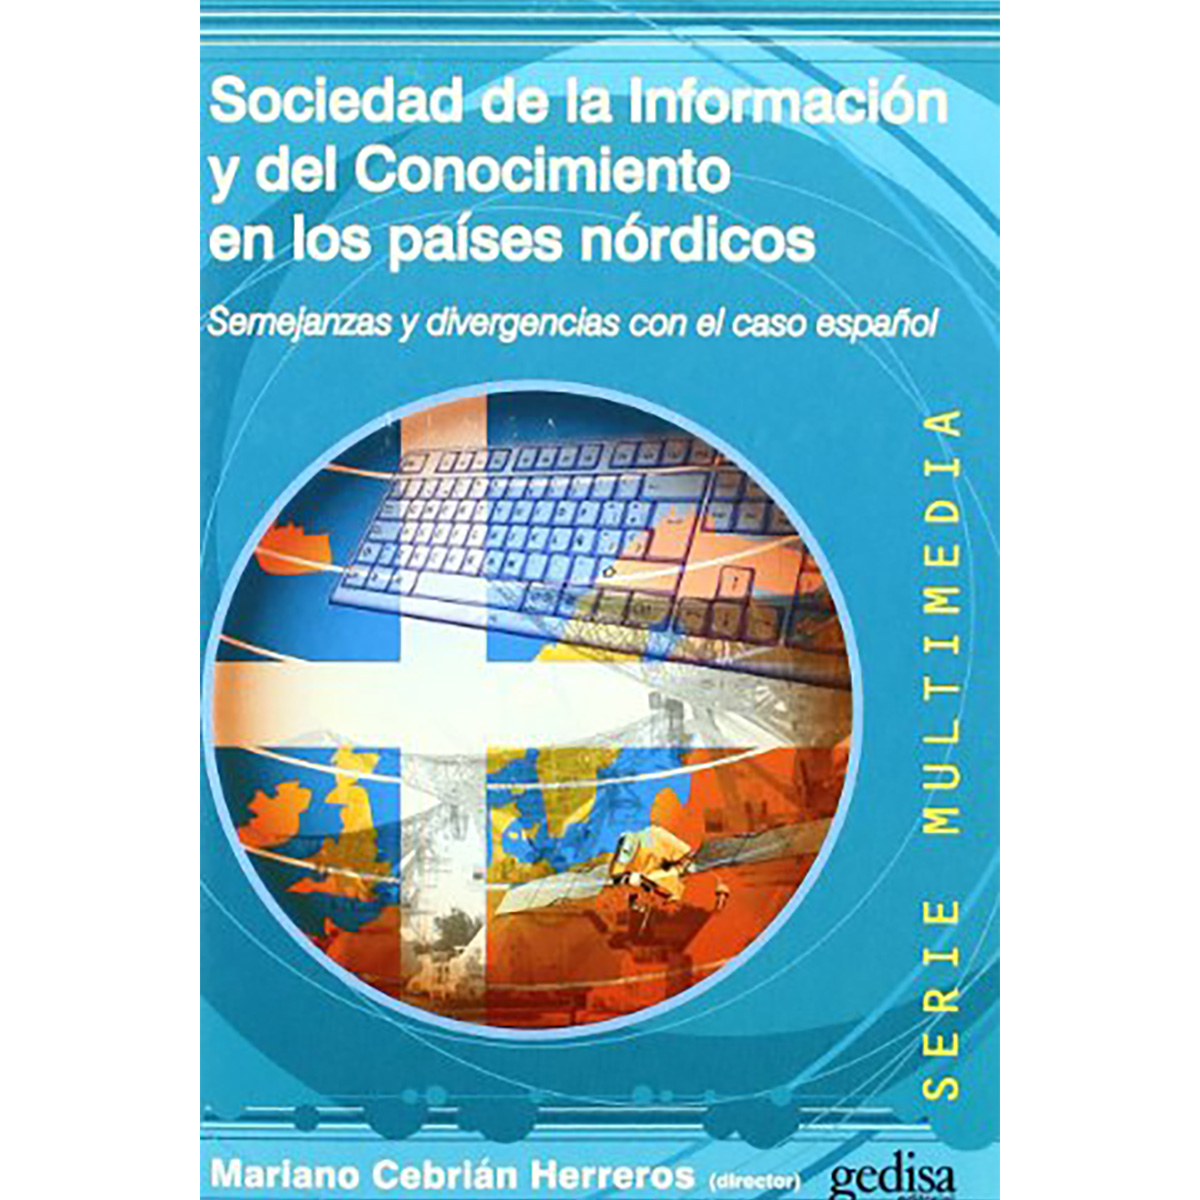 Sociedad de la Información
y del Conocimiento
en los países nórdicos
Semejanzas y divergencias con el caso español
SERIE MULTIMEDIA
Mariano Cebrián Herreros (director)
gedisa